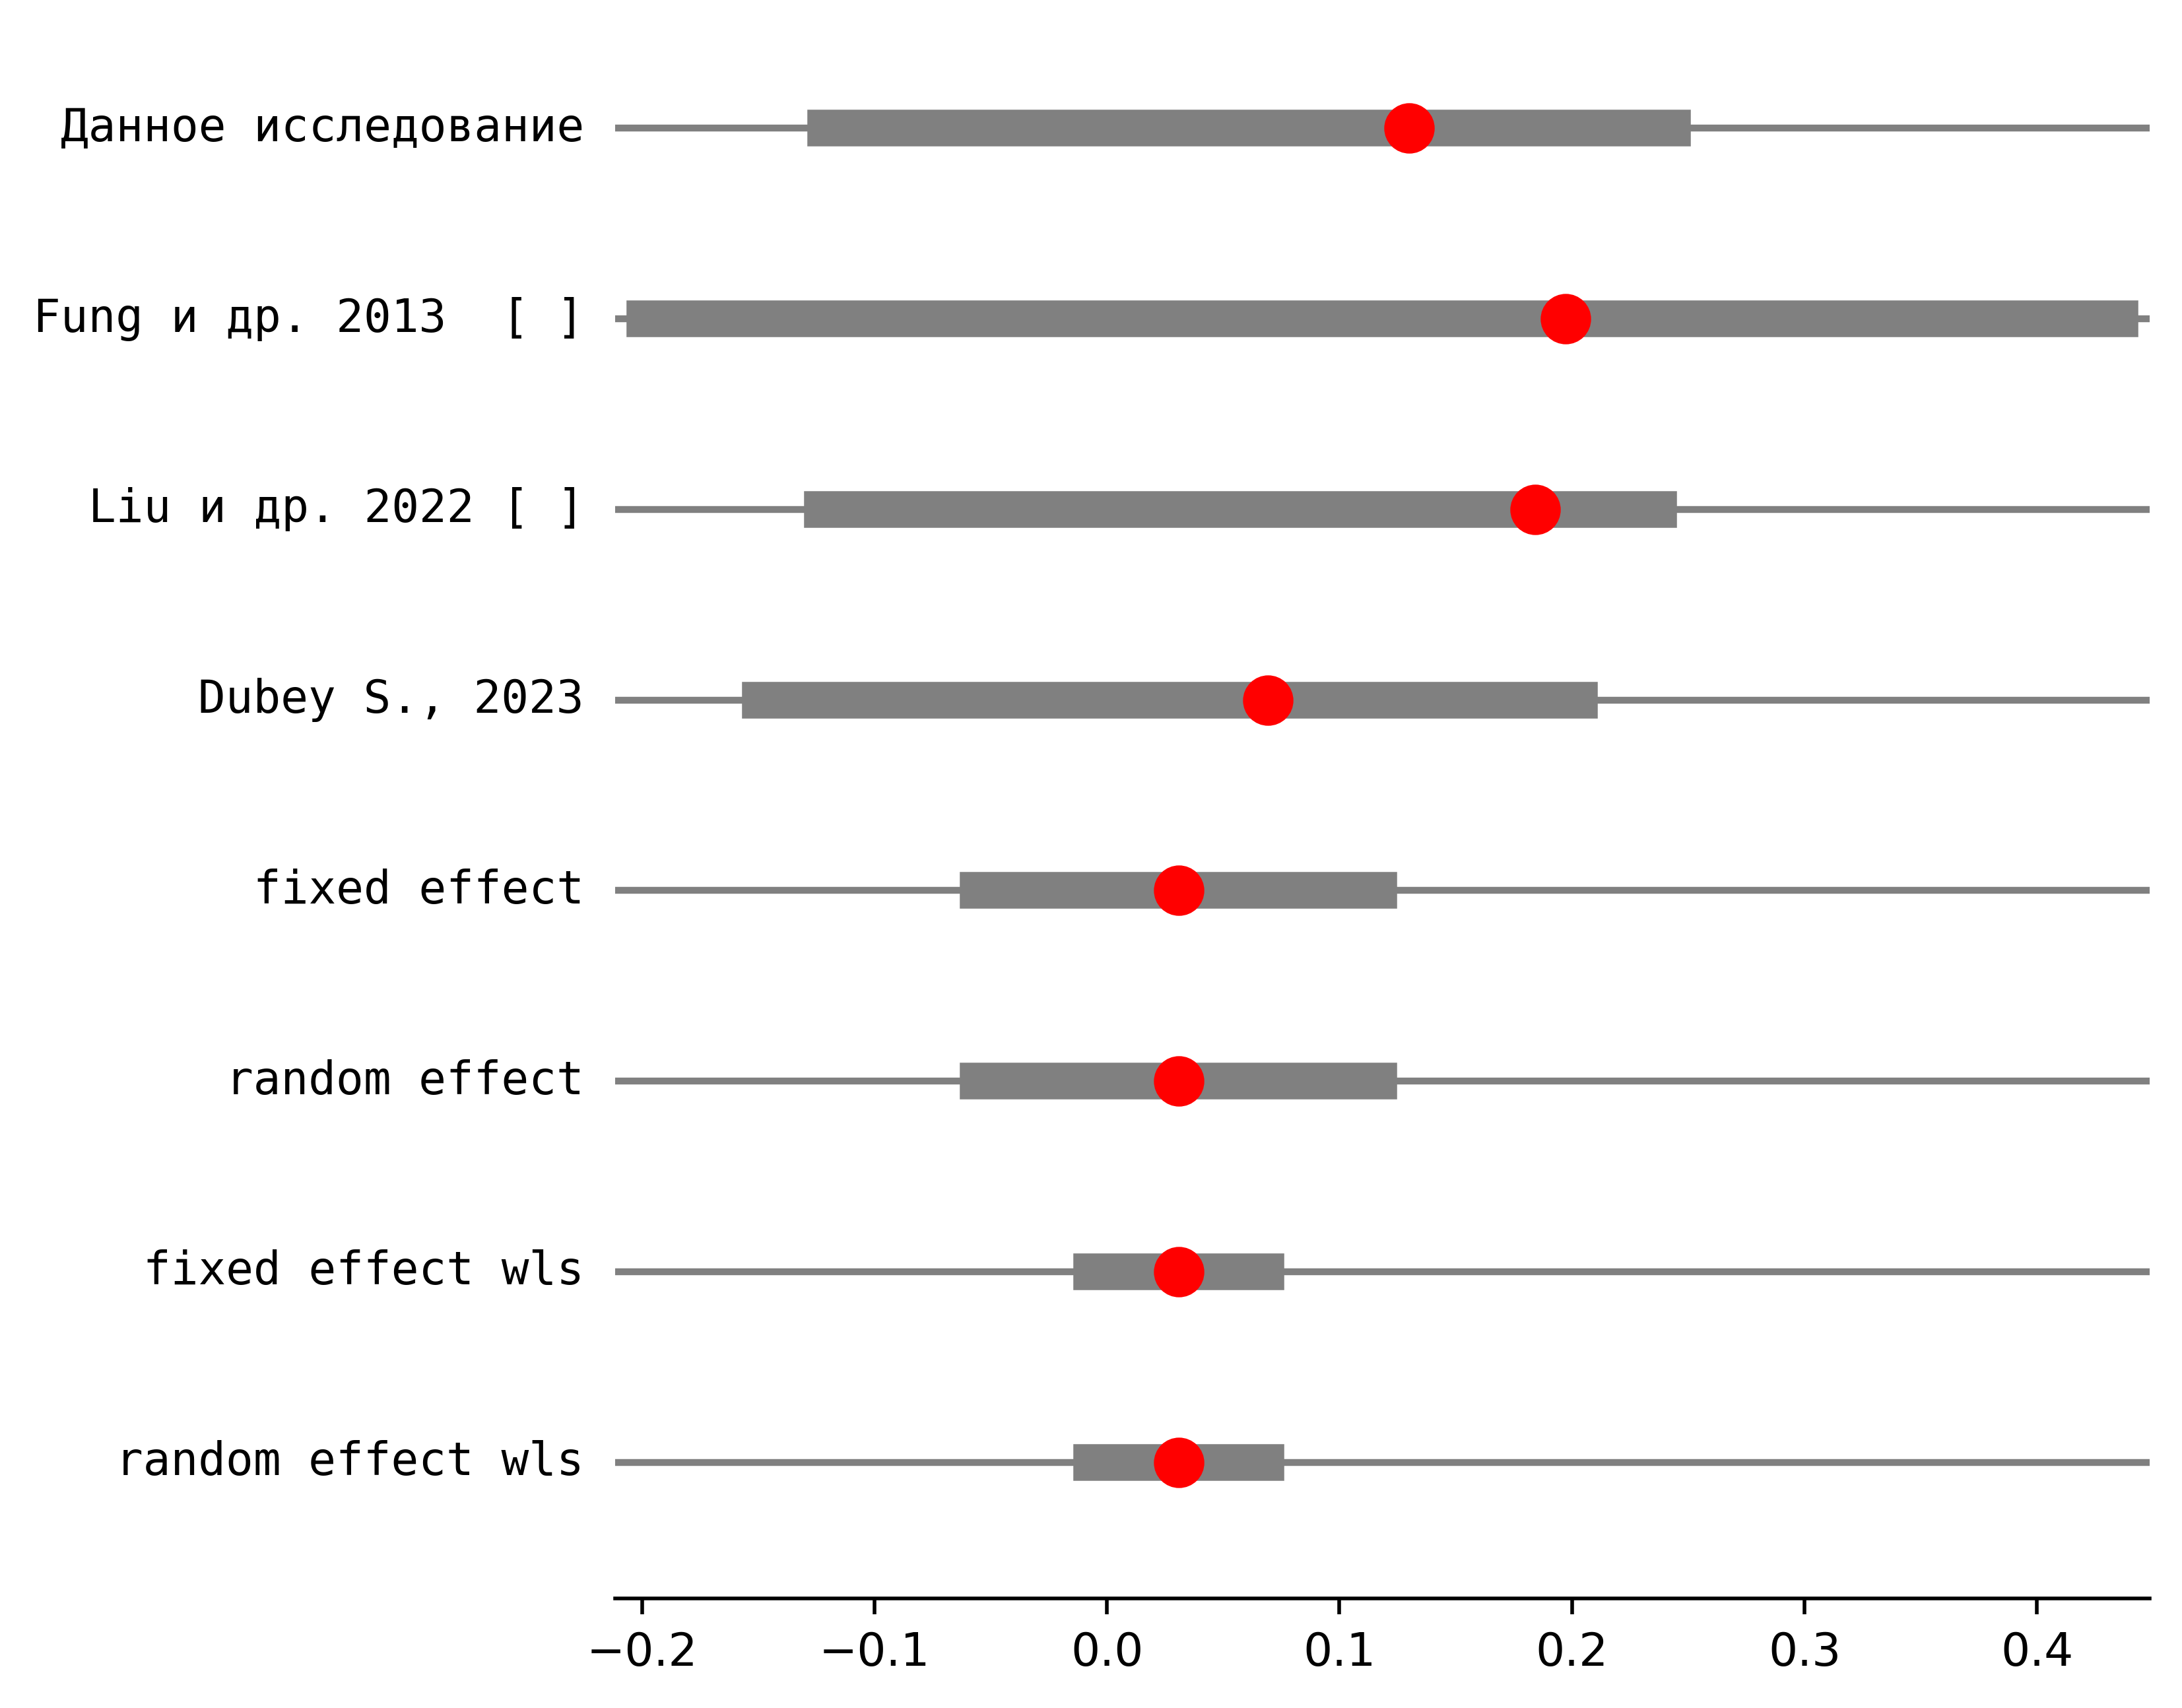 Данное исследование
Fung и др. 2013  [ ]
Liu и др. 2022 [ ]
Dubey S., 2023
fixed effect
random effect
fixed effect wls
random effect wls
−0.2 −0.1 0.0 0.1 0.2 0.3 0.4